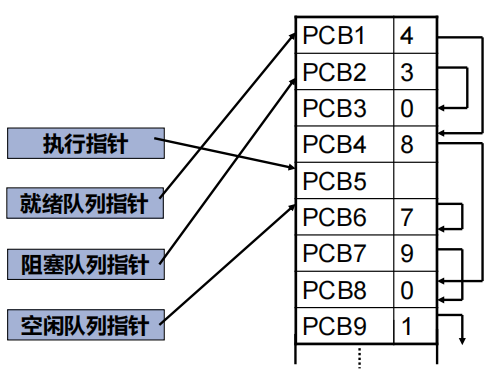 执行指针
就绪队列指针
阻塞队列指针
空闲队列指针
PCB1 4
PCB2 3
PCB3 0
PCB4 8
PCB5
PCB6 7
PCB7 9
PCB8 0
PCB9 1